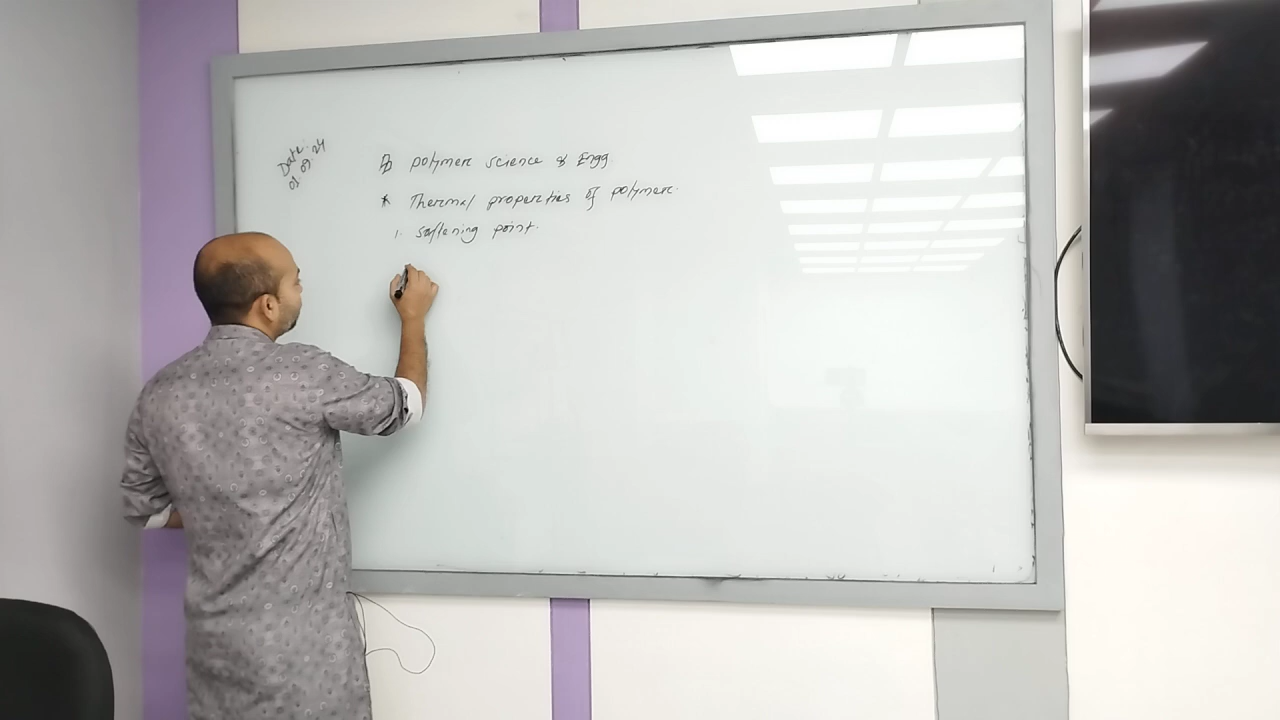 Date:
01.09.24
polymer science & Engg.
* Thermal properties of polymer.
1. Softening point.